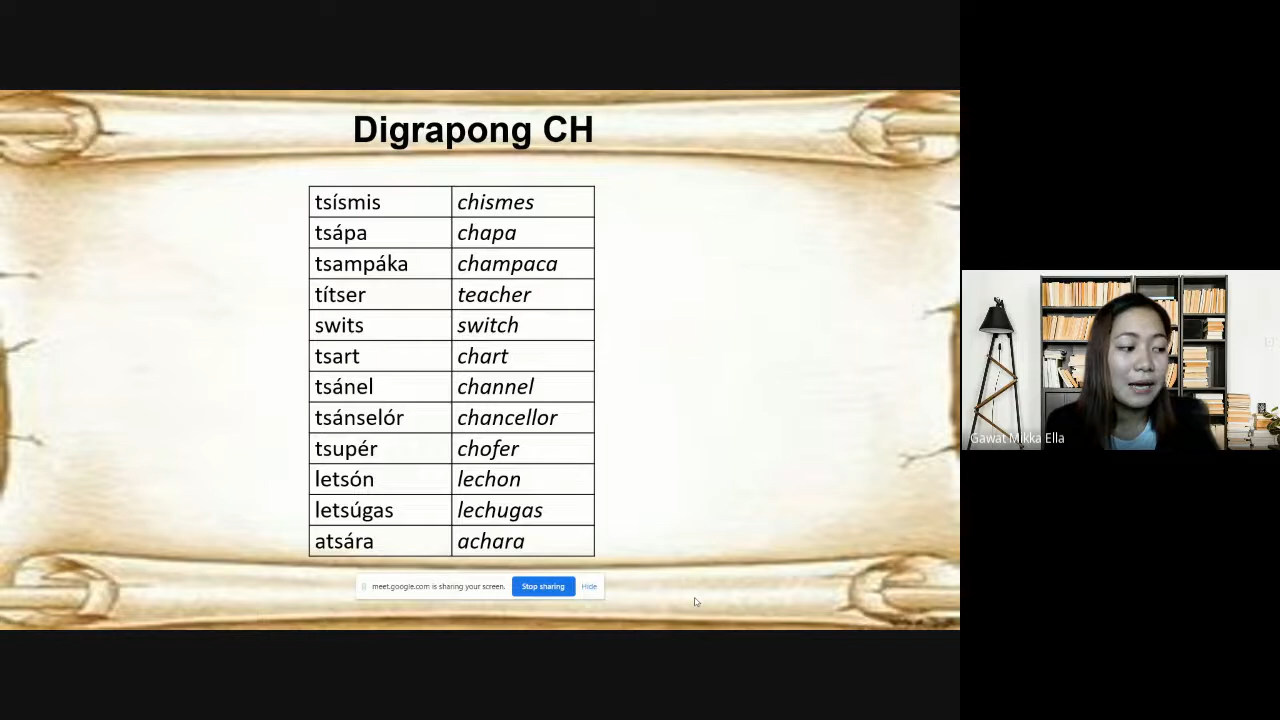 Digrapong CH
tsísmis chismes
tsápa chapa
tsampáka champaca
títser teacher
swits switch
tsart chart
tsánel channel
tsánselór chancellor
tsupér chofer
letsón lechon
letsúgas lechugas
atsára achara
meet.google.com is sharing your screen. Stop sharing Hide
Gawat Mikka Ella